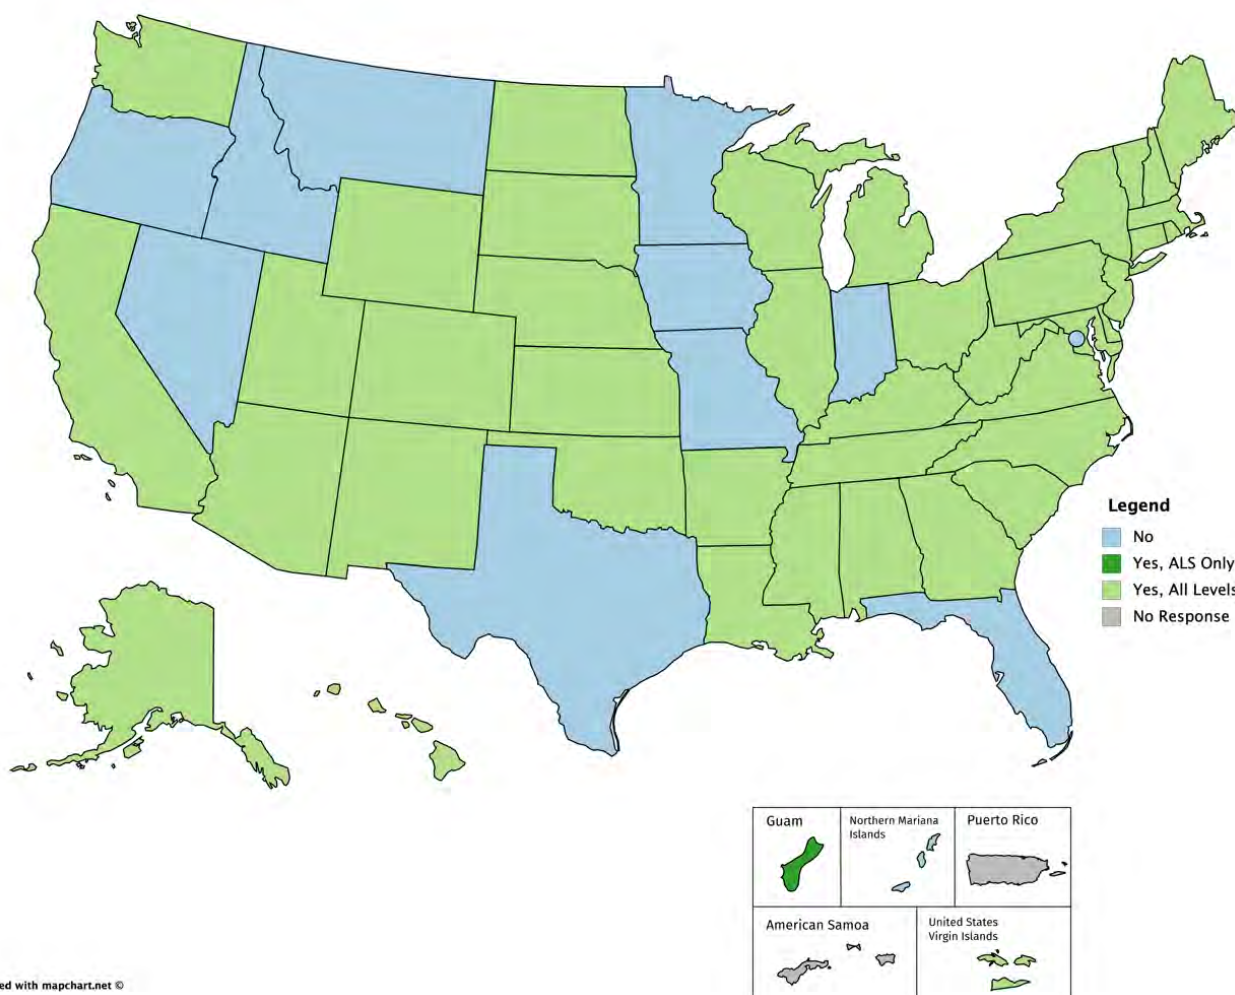 Legend
No
Yes, ALS Only
Yes, All Levels
No Response
Guam
Northern Mariana
Islands
Puerto Rico
American Samoa
United States
Virgin Islands
ed with mapchart.net ©